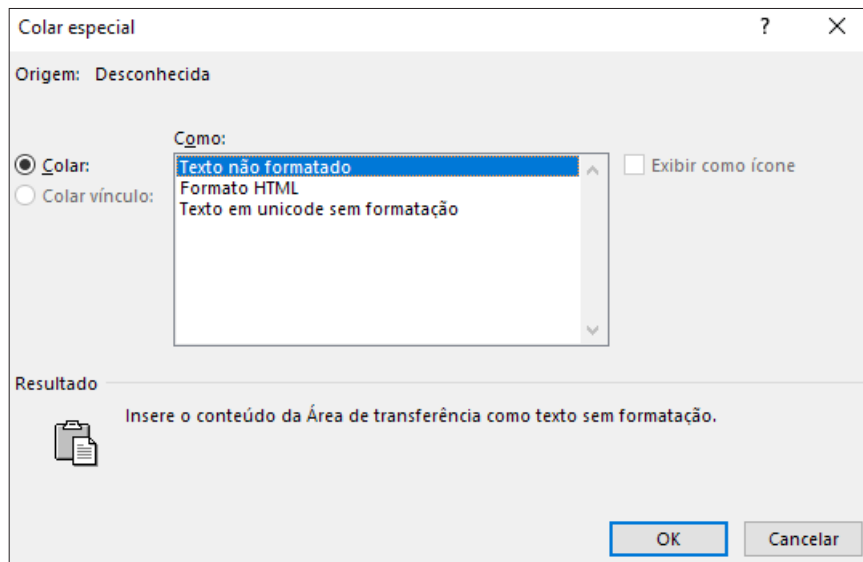 Colar especial
?
Origem: Desconhecida
Como:
Colar:
Texto não formatado
Exibir como ícone
Colar vínculo:
Formato HTML
Texto em unicode sem formatação
Resultado
Insere o conteúdo da Área de transferência como texto sem formatação.
OK
Cancelar